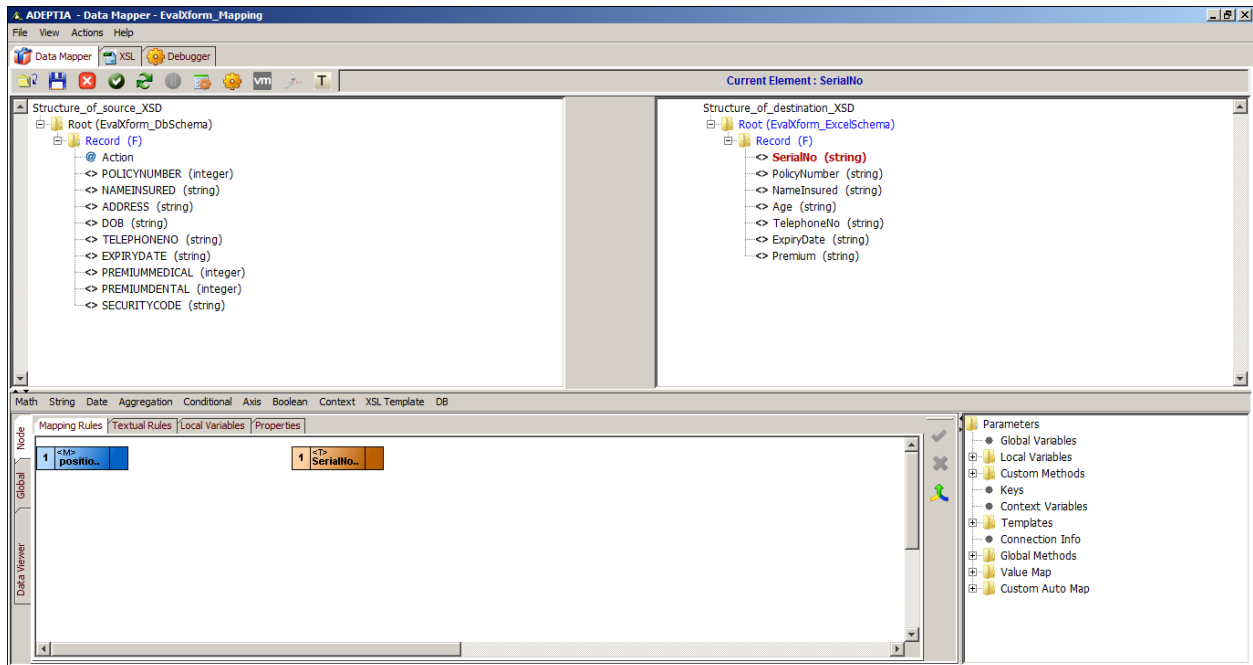 ADEPTIA - Data Mapper - EvalXform_Mapping
File View Actions Help
Data Mapper XSL Debugger
vm T Current Element : SerialNo
Structure_of_source_XSD
Root (EvalXform_DbSchema)
Record (F)
@ Action
<> POLICYNUMBER (integer)
<> NAMEINSURED (string)
<> ADDRESS (string)
<> DOB (string)
<> TELEPHONENO (string)
<> EXPIRYDATE (string)
<> PREMIUMMEDICAL (integer)
<> PREMIUMDENTAL (integer)
<> SECURITYCODE (string)
Structure_of_destination_XSD
Root (EvalXform_ExcelSchema)
Record (F)
<> SerialNo (string)
<> PolicyNumber (string)
<> NameInsured (string)
<> Age (string)
<> TelephoneNo (string)
<> ExpiryDate (string)
<> Premium (string)
Math String Date Aggregation Conditional Axis Boolean Context XSL Template DB
Node
Global
Data Viewer
Mapping Rules Textual Rules Local Variables Properties
1 <M> positio..
1 <T> SerialNo..
Parameters
Global Variables
Local Variables
Custom Methods
Keys
Context Variables
Templates
Connection Info
Global Methods
Value Map
Custom Auto Map